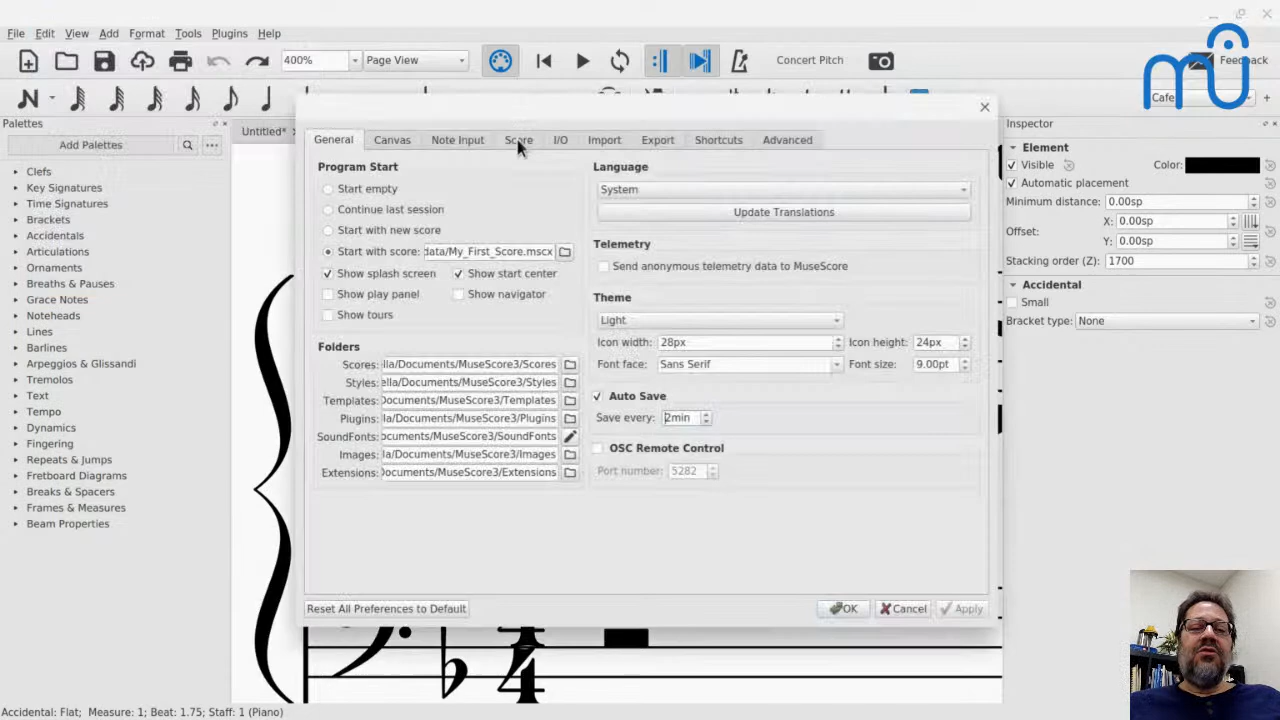 File Edit View Add Format Tools Plugins Help
400% Page View Concert Pitch Feedback
Palettes
Add Palettes
Clefs
Key Signatures
Time Signatures
Brackets
Accidentals
Articulations
Ornaments
Breaths & Pauses
Grace Notes
Noteheads
Lines
Barlines
Arpeggios & Glissandi
Tremolos
Text
Tempo
Dynamics
Fingering
Repeats & Jumps
Fretboard Diagrams
Breaks & Spacers
Frames & Measures
Beam Properties
Untitled*
General Canvas Note Input Score I/O Import Export Shortcuts Advanced
Program Start
Start empty
Continue last session
Start with new score
Start with score: data/My_First_Score.mscx
Show splash screen Show start center
Show play panel Show navigator
Show tours
Folders
Scores: lla/Documents/MuseScore3/Scores
Styles: ella/Documents/MuseScore3/Styles
Templates: Documents/MuseScore3/Templates
Plugins: la/Documents/MuseScore3/Plugins
SoundFonts: ocuments/MuseScore3/SoundFonts
Images: la/Documents/MuseScore3/Images
Extensions: ocuments/MuseScore3/Extensions
Language
System
Update Translations
Telemetry
Send anonymous telemetry data to MuseScore
Theme
Light
Icon width: 28px Icon height: 24px
Font face: Sans Serif Font size: 9.00pt
Auto Save
Save every: 2min
OSC Remote Control
Port number: 5282
Reset All Preferences to Default OK Cancel Apply
mu
Cafe
Inspector
Element
Visible Color:
Automatic placement
Minimum distance: 0.00sp
Offset: X: 0.00sp
Y: 0.00sp
Stacking order (Z): 1700
Accidental
Small
Bracket type: None
Accidental: Flat; Measure: 1; Beat: 1.75; Staff: 1 (Piano)